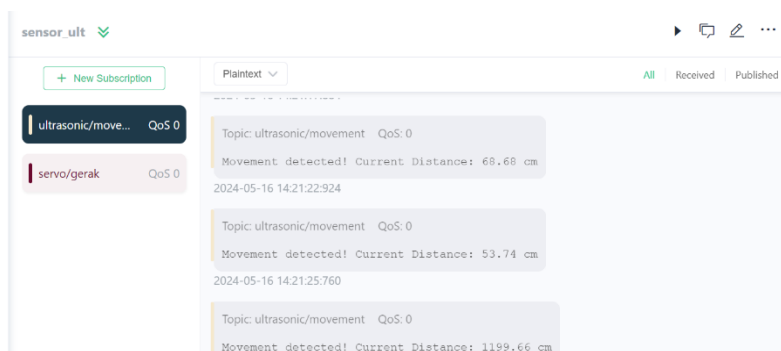 sensor_ult
+ New Subscription
Plaintext
All Received Published
ultrasonic/move... QoS 0
servo/gerak QoS 0
Topic: ultrasonic/movement QoS: 0
Movement detected! Current Distance: 68.68 cm
2024-05-16 14:21:22:924
Topic: ultrasonic/movement QoS: 0
Movement detected! Current Distance: 53.74 cm
2024-05-16 14:21:25:760
Topic: ultrasonic/movement QoS: 0
Movement detected! Current Distance: 1199.66 cm